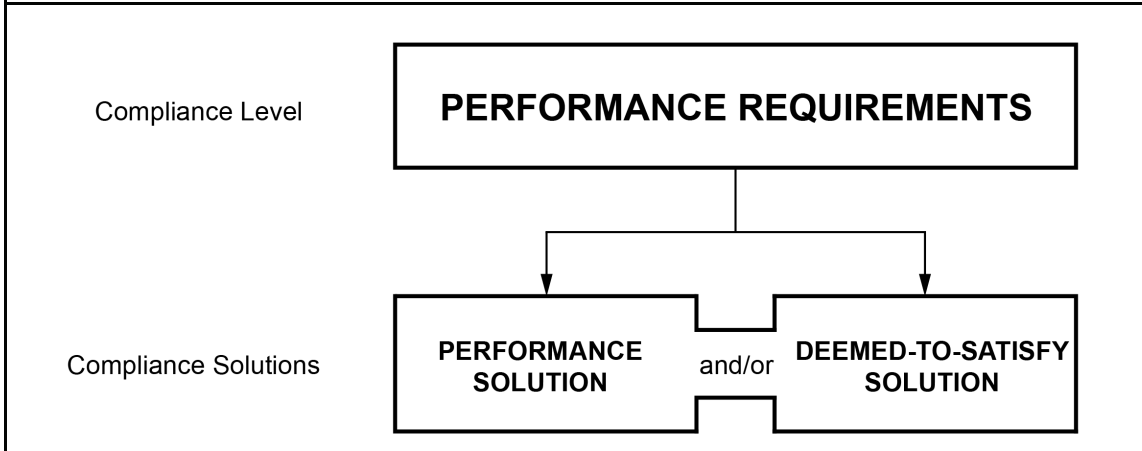 Compliance Level
PERFORMANCE REQUIREMENTS
Compliance Solutions
PERFORMANCE
SOLUTION
and/or
DEEMED-TO-SATISFY
SOLUTION